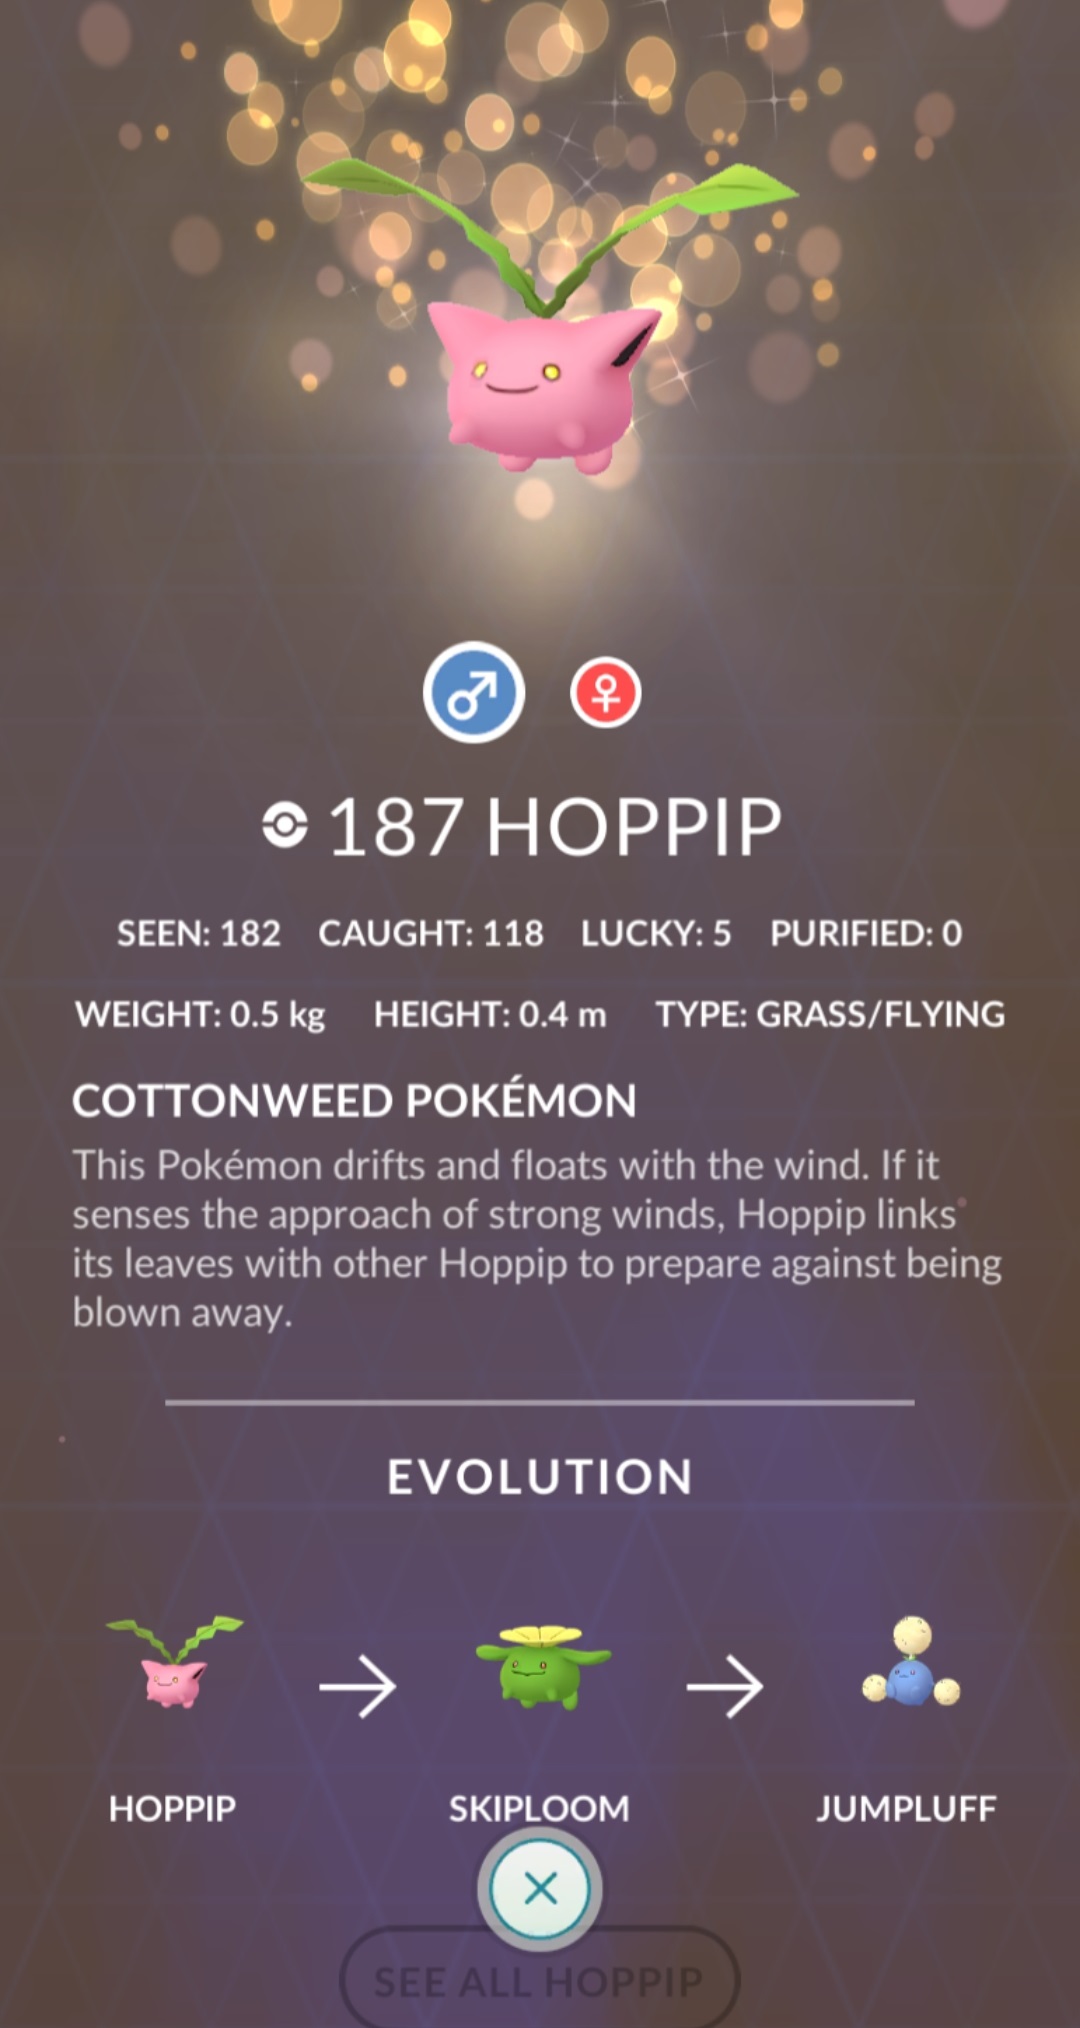 187 HOPPIP
SEEN: 182 CAUGHT: 118 LUCKY: 5 PURIFIED: 0
WEIGHT: 0.5 kg HEIGHT: 0.4 m TYPE: GRASS/FLYING
COTTONWEED POKÉMON
This Pokémon drifts and floats with the wind. If it
senses the approach of strong winds, Hoppip links
its leaves with other Hoppip to prepare against being
blown away.
EVOLUTION
HOPPIP SKIPLOOM JUMPLUFF
SEE ALL HOPPIP